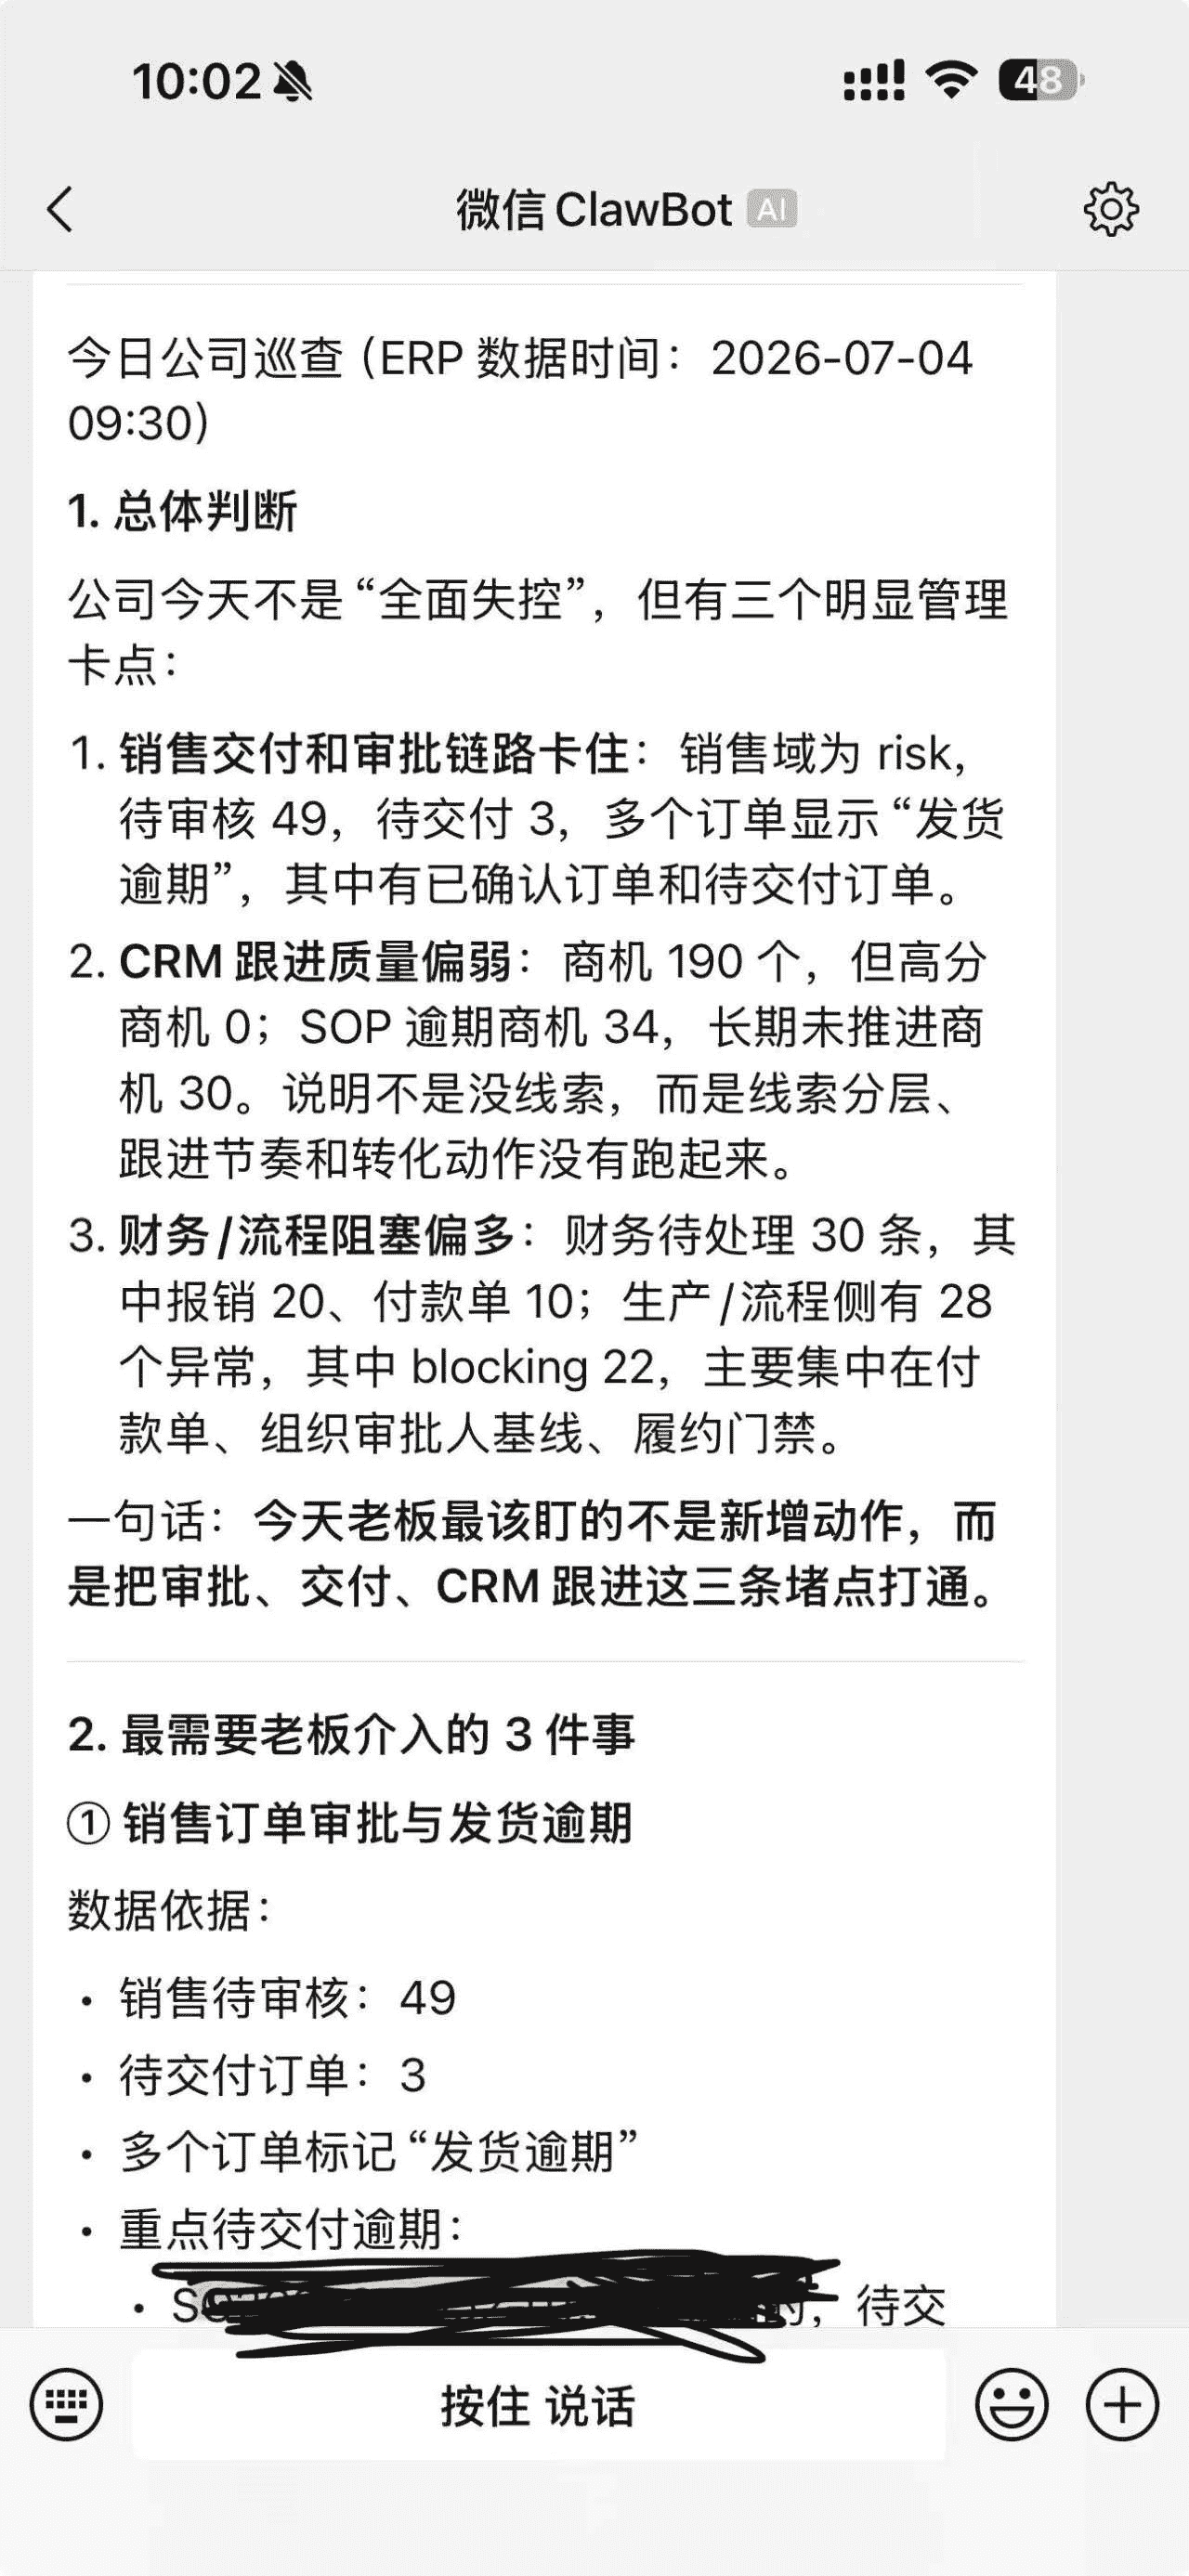 10:02
48
微信 ClawBot AI
今日公司巡查（ERP 数据时间：2026-07-04
09:30）
1. 总体判断
公司今天不是“全面失控”，但有三个明显管理
卡点：
1. 销售交付和审批链路卡住：销售域为 risk，
待审核 49，待交付 3，多个订单显示“发货
逾期”，其中有已确认订单和待交付订单。
2. CRM 跟进质量偏弱：商机 190 个，但高分
商机 0；SOP 逾期商机 34，长期未推进商
机 30。说明不是没线索，而是线索分层、
跟进节奏和转化动作没有跑起来。
3. 财务/流程阻塞偏多：财务待处理 30 条，其
中报销 20、付款单 10；生产/流程侧有 28
个异常，其中 blocking 22，主要集中在付
款单、组织审批人基线、履约门禁。
一句话：今天老板最该盯的不是新增动作，而
是把审批、交付、CRM 跟进这三条堵点打通。
2. 最需要老板介入的 3 件事
① 销售订单审批与发货逾期
数据依据：
• 销售待审核：49
• 待交付订单：3
• 多个订单标记“发货逾期”
• 重点待交付逾期：
• ，待交
按住 说话